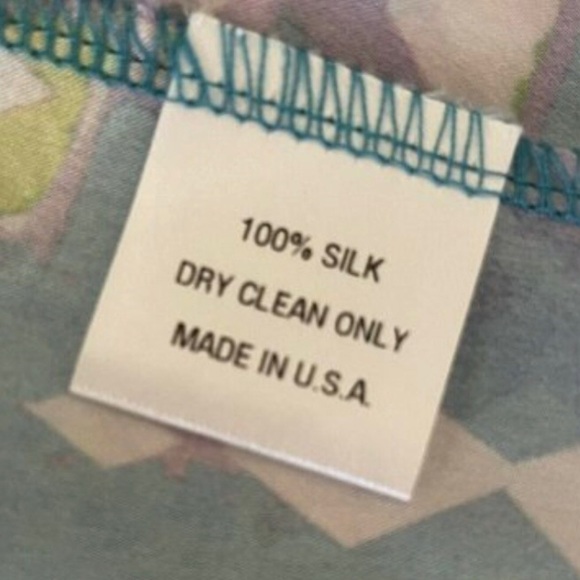 100% SILK
DRY CLEAN ONLY
MADE IN U.S.A.